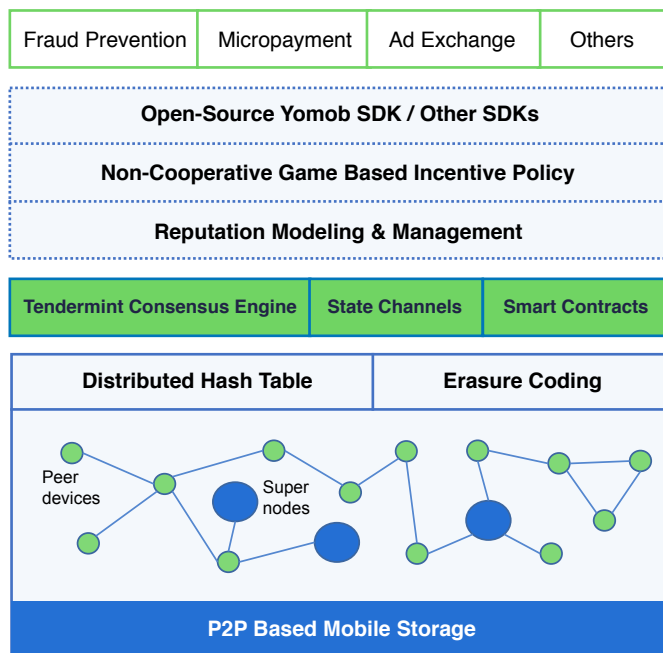 Fraud Prevention Micropayment Ad Exchange Others
Open-Source Yomob SDK / Other SDKs
Non-Cooperative Game Based Incentive Policy
Reputation Modeling & Management
Tendermint Consensus Engine State Channels Smart Contracts
Distributed Hash Table Erasure Coding
Peer
devices
Super
nodes
P2P Based Mobile Storage